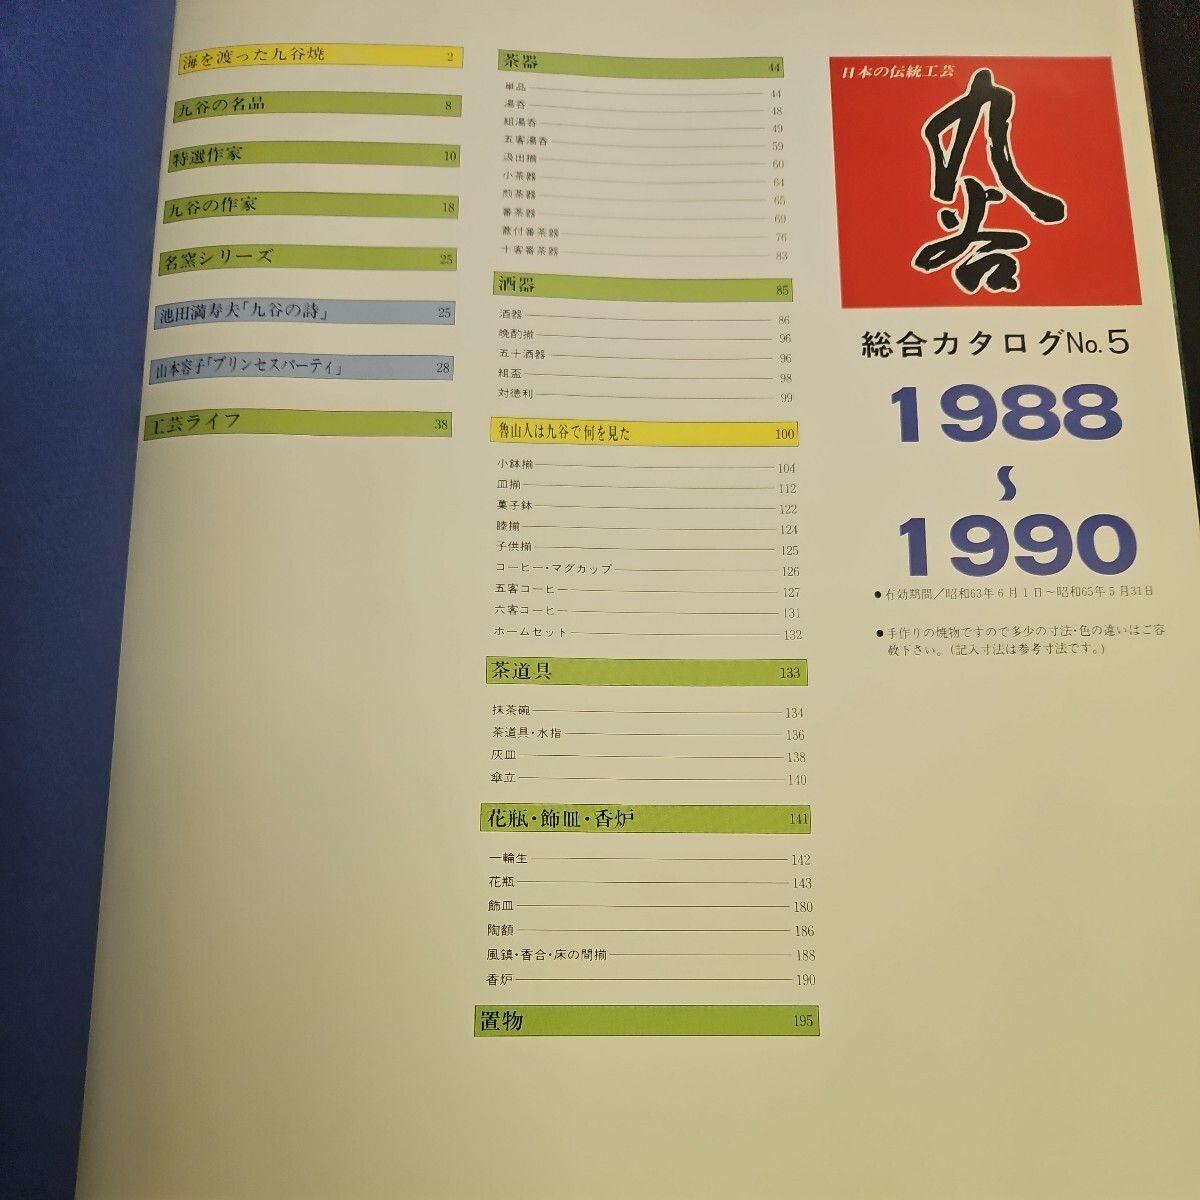 海を渡った九谷焼 2
九谷の名品 8
特選作家 10
九谷の作家 18
名窯シリーズ 25
池田満寿夫「九谷の詩」 25
山本容子「プリンセスパーティ」 28
工芸ライフ 38
茶器 44
単品 44
湯呑 48
組湯呑 49
五客湯呑 59
汲出揃 60
小茶器 64
煎茶器 65
番茶器 69
蓋付番茶器 76
十客番茶器 83
酒器 85
酒器 86
晩酌揃 96
五十酒器 96
組盃 98
対徳利 99
魯山人は九谷で何を見た 100
小鉢揃 104
皿揃 112
菓子鉢 122
睦揃 124
子供揃 125
コーヒー・マグカップ 126
五客コーヒー 127
六客コーヒー 131
ホームセット 132
茶道具 133
抹茶碗 134
茶道具・水指 136
灰皿 138
傘立 140
花瓶・飾皿・香炉 141
一輪生 142
花瓶 143
飾皿 180
陶額 186
風鎮・香合・床の間揃 188
香炉 190
置物 195
日本の伝統工芸
九谷
総合カタログNo.5
1988
〜
1990
●有効期間／昭和63年6月1日〜昭和65年5月31日
●手作りの焼物ですので多少の寸法・色の違いはご容
赦下さい。(記入寸法は参考寸法です。)